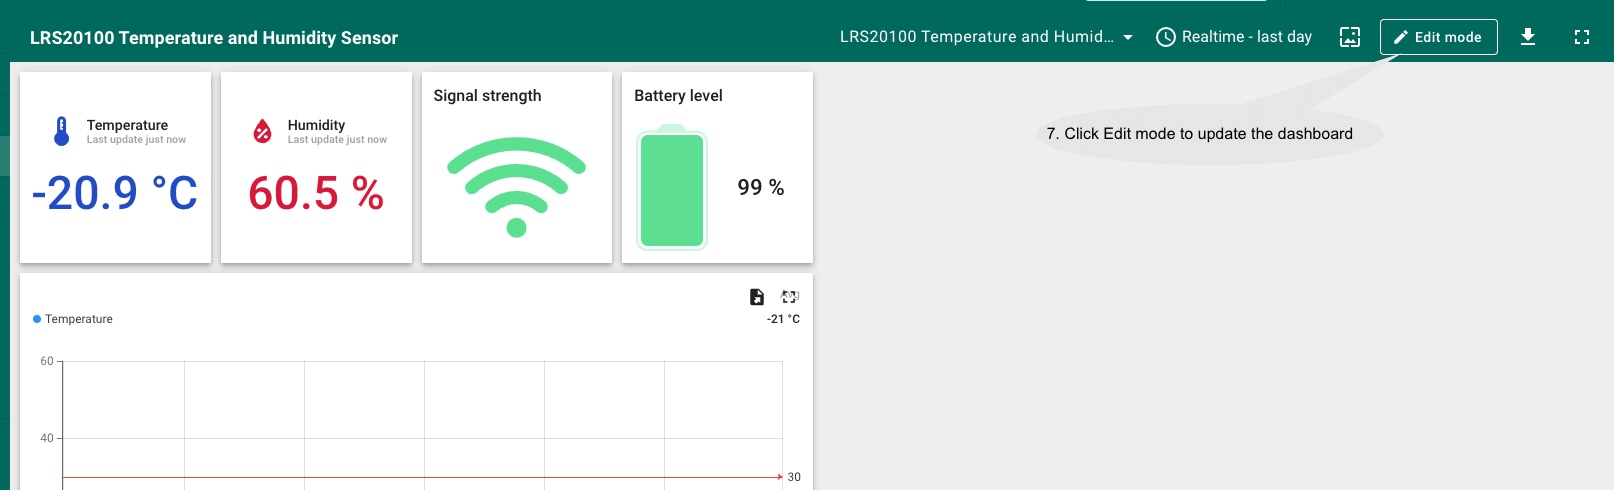 LRS20100 Temperature and Humidity Sensor
LRS20100 Temperature and Humid...
Realtime - last day
Edit mode
7. Click Edit mode to update the dashboard
Temperature
Last update just now
-20.9 °C
Humidity
Last update just now
60.5 %
Signal strength
Battery level
99 %
Avg
Temperature
-21 °C
60
40
30